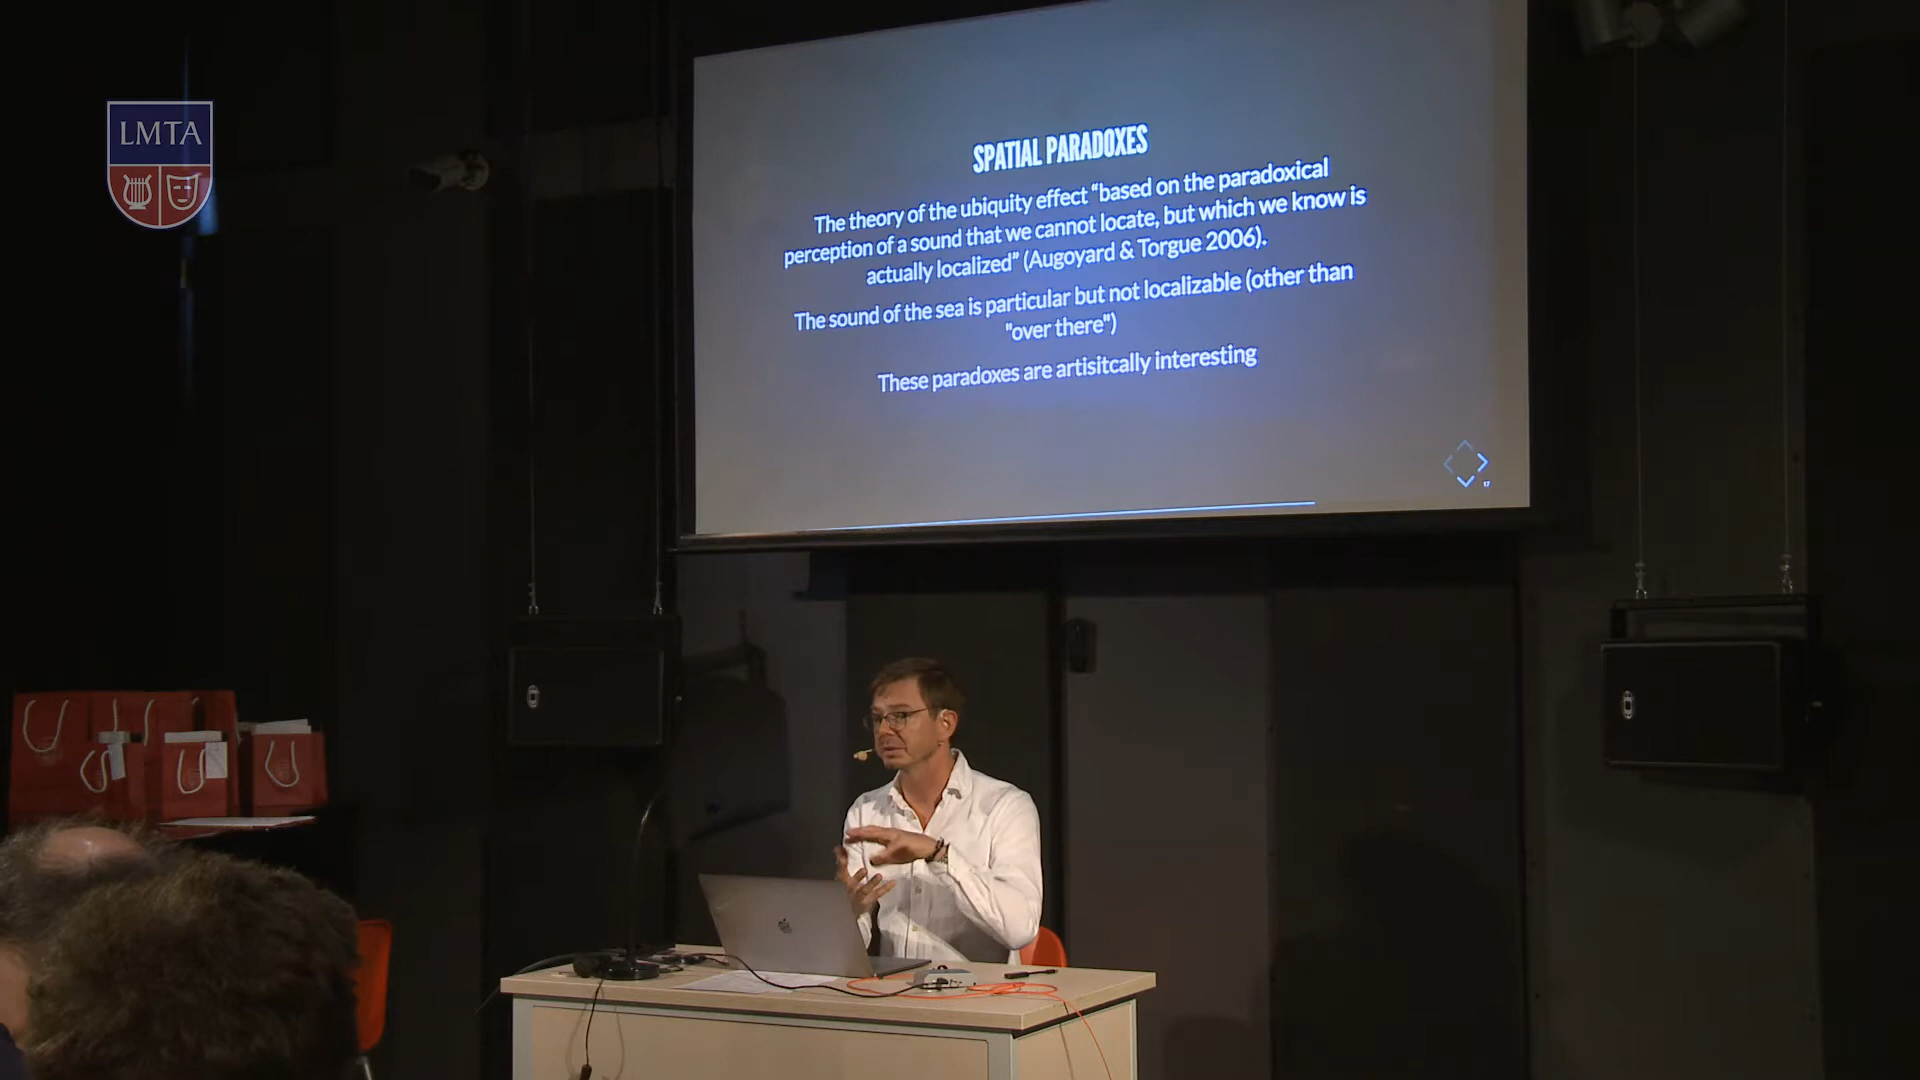 LMTA
SPATIAL PARADOXES
The theory of the ubiquity effect “based on the paradoxical
perception of a sound that we cannot locate, but which we know is
actually localized” (Augoyard & Torgue 2006).
The sound of the sea is particular but not localizable (other than
"over there")
These paradoxes are artisitcally interesting
17